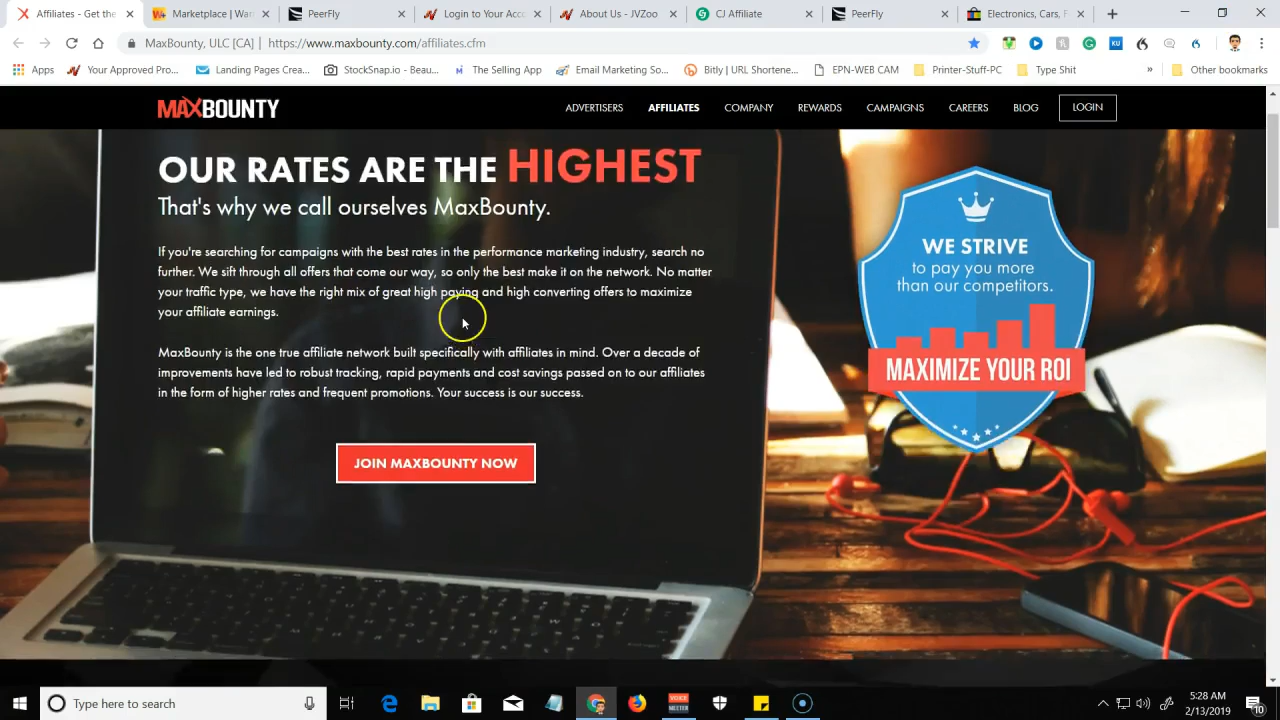 Affiliates - Get the
Marketplace | War
PeerFly
Login to Your Acco
About Us - JVZoo
CJ Affiliate
PeerFly
Electronics, Cars, F
MaxBounty, ULC [CA] | https://www.maxbounty.com/affiliates.cfm
Apps
Your Approved Pro...
Landing Pages Crea...
StockSnap.io - Beau...
The Selling App
Email Marketing So...
Bitly | URL Shortene...
EPN-WEB CAM
Printer-Stuff-PC
Type Shit
»
Other bookmarks
MAXBOUNTY
ADVERTISERS
AFFILIATES
COMPANY
REWARDS
CAMPAIGNS
CAREERS
BLOG
LOGIN
OUR RATES ARE THE HIGHEST
That's why we call ourselves MaxBounty.
If you're searching for campaigns with the best rates in the performance marketing industry, search no
further. We sift through all offers that come our way, so only the best make it on the network. No matter
your traffic type, we have the right mix of great high paying and high converting offers to maximize
your affiliate earnings.
MaxBounty is the one true affiliate network built specifically with affiliates in mind. Over a decade of
improvements have led to robust tracking, rapid payments and cost savings passed on to our affiliates
in the form of higher rates and frequent promotions. Your success is our success.
JOIN MAXBOUNTY NOW
WE STRIVE
to pay you more
than our competitors.
MAXIMIZE YOUR ROI
Type here to search
VOICE
MEETER
5:28 AM
2/13/2019
10